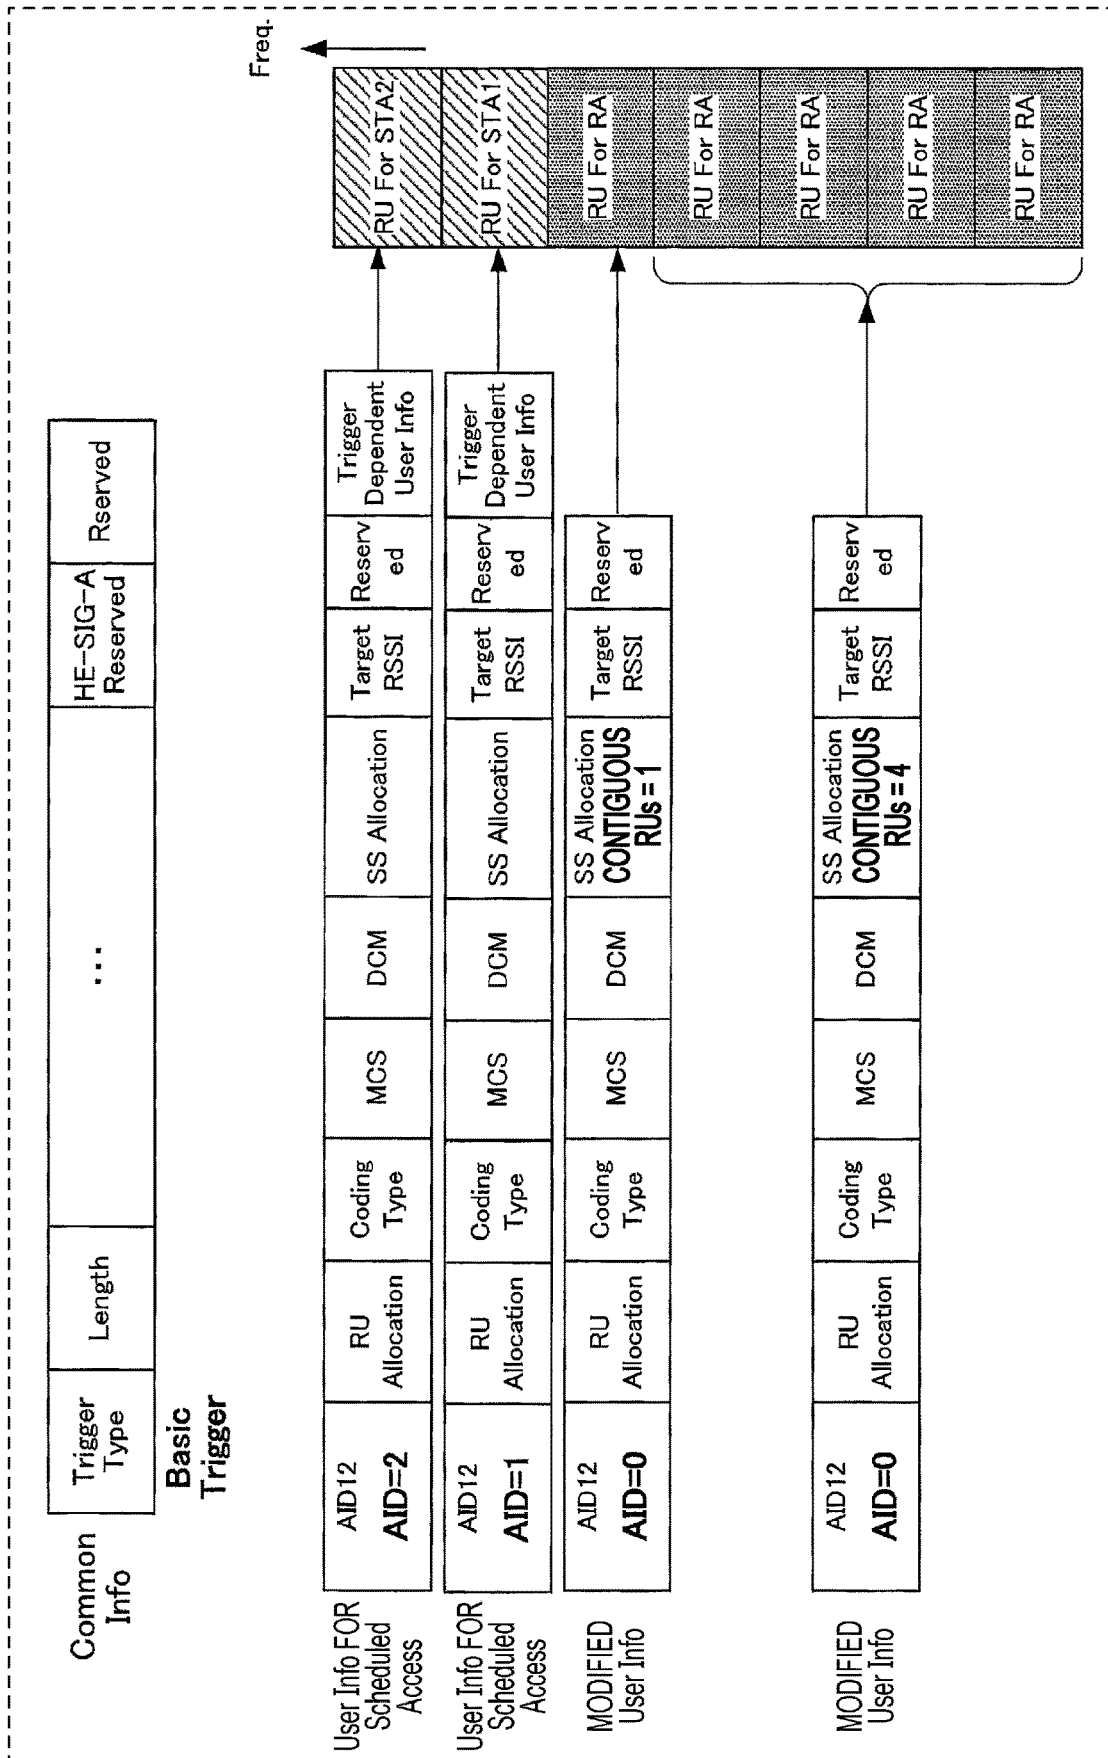 Common
Info
Trigger
Type
Length
...
HE-SIG-A
Reserved
Rserved
Basic
Trigger
Freq.
User Info FOR
Scheduled
Access
AID12
AID=2
RU
Allocation
Coding
Type
MCS
DCM
SS Allocation
Target
RSSI
Reserv
ed
Trigger
Dependent
User Info
RU For STA2
User Info FOR
Scheduled
Access
AID12
AID=1
RU
Allocation
Coding
Type
MCS
DCM
SS Allocation
Target
RSSI
Reserv
ed
Trigger
Dependent
User Info
RU For STA1
MODIFIED
User Info
AID12
AID=0
RU
Allocation
Coding
Type
MCS
DCM
SS Allocation
CONTIGUOUS
RUs = 1
Target
RSSI
Reserv
ed
RU For RA
RU For RA
MODIFIED
User Info
AID12
AID=0
RU
Allocation
Coding
Type
MCS
DCM
SS Allocation
CONTIGUOUS
RUs = 4
Target
RSSI
Reserv
ed
RU For RA
RU For RA
RU For RA